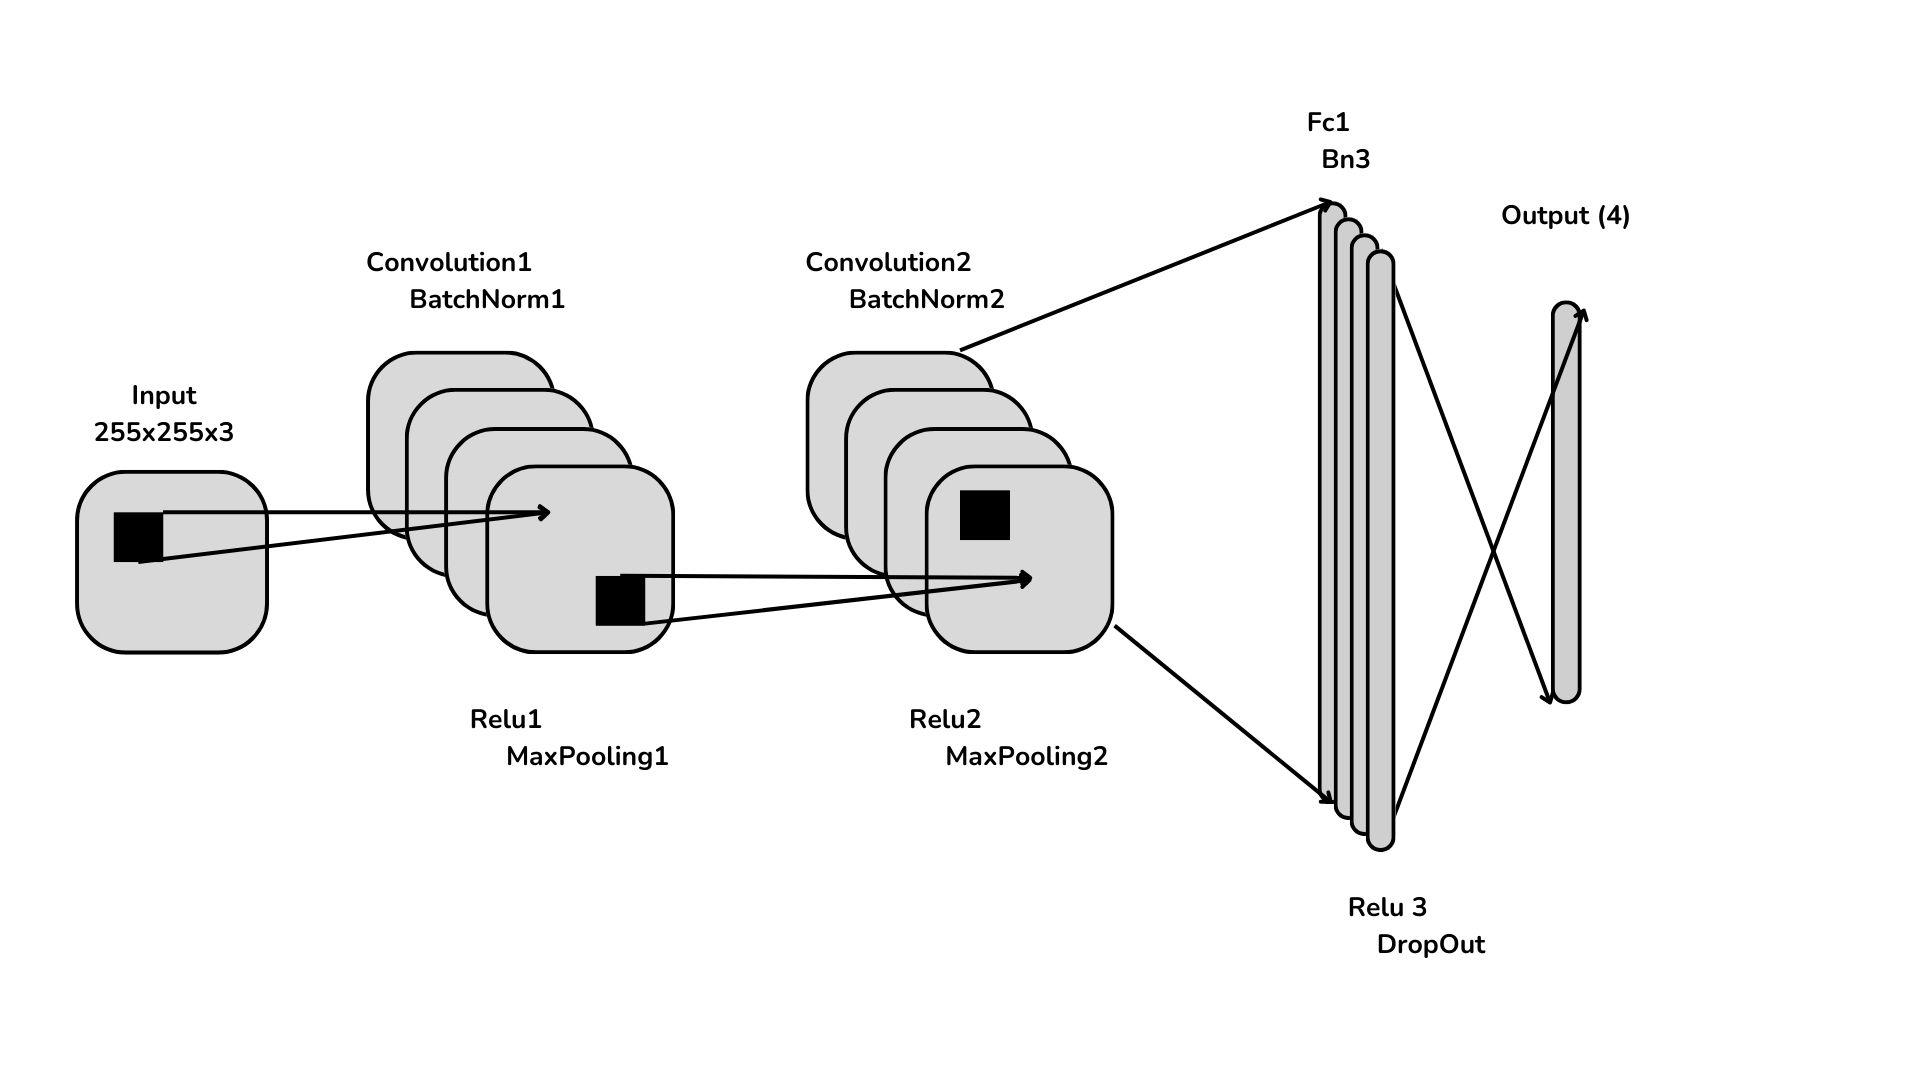 Input
255x255x3
Convolution1
BatchNorm1
Relu1
MaxPooling1
Convolution2
BatchNorm2
Relu2
MaxPooling2
Fc1
Bn3
Relu 3
DropOut
Output (4)